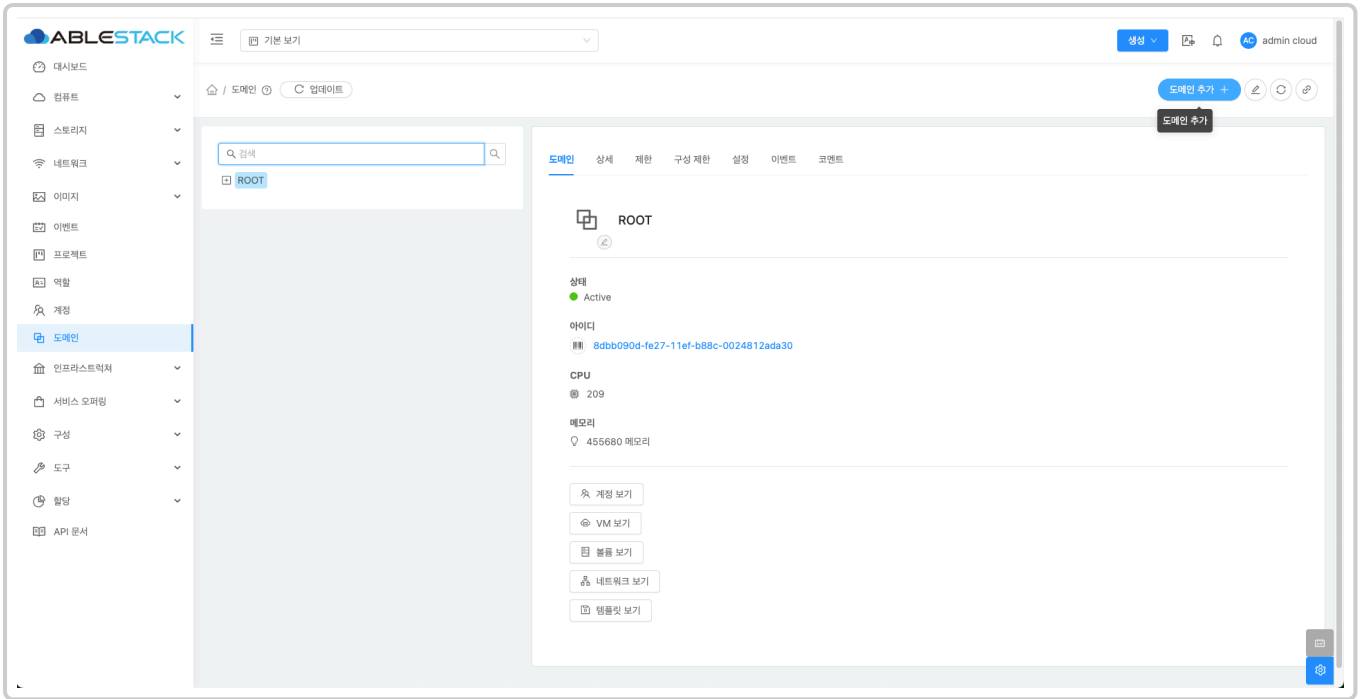 ABLESTACK
기본 보기
생성
AC admin cloud
대시보드
컴퓨트
스토리지
네트워크
이미지
이벤트
프로젝트
역할
계정
도메인
인프라스트럭쳐
서비스 오퍼링
구성
도구
할당
API 문서
/ 도메인
업데이트
도메인 추가 +
도메인 추가
검색
ROOT
도메인 상세 제한 구성 제한 설정 이벤트 코멘트
ROOT
상태
Active
아이디
8dbb090d-fe27-11ef-b88c-0024812ada30
CPU
209
메모리
455680 메모리
계정 보기
VM 보기
볼륨 보기
네트워크 보기
템플릿 보기